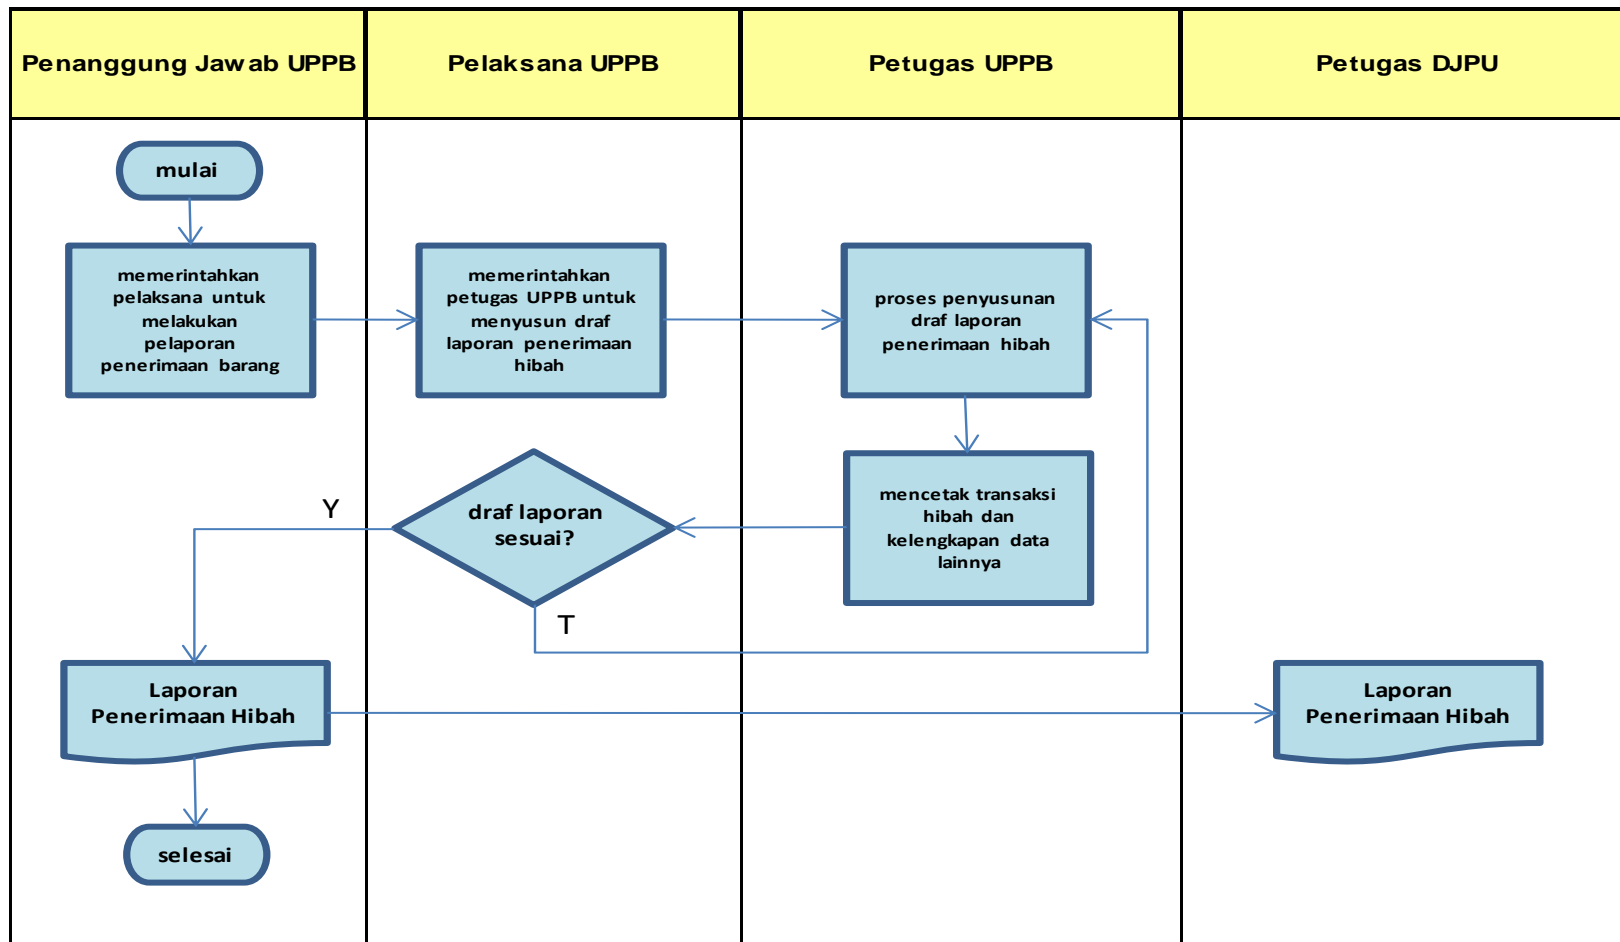 Penanggung Jawab UPPB
Pelaksana UPPB
Petugas UPPB
Petugas DJPU
mulai
memerintahkan
pelaksana untuk
melakukan
pelaporan
penerimaan barang
memerintahkan
petugas UPPB untuk
menyusun draf
laporan penerimaan
hibah
proses penyusunan
draf laporan
penerimaan hibah
mencetak transaksi
hibah dan
kelengkapan data
lainnya
draf laporan
sesuai?
Y
T
Laporan
Penerimaan Hibah
Laporan
Penerimaan Hibah
selesai